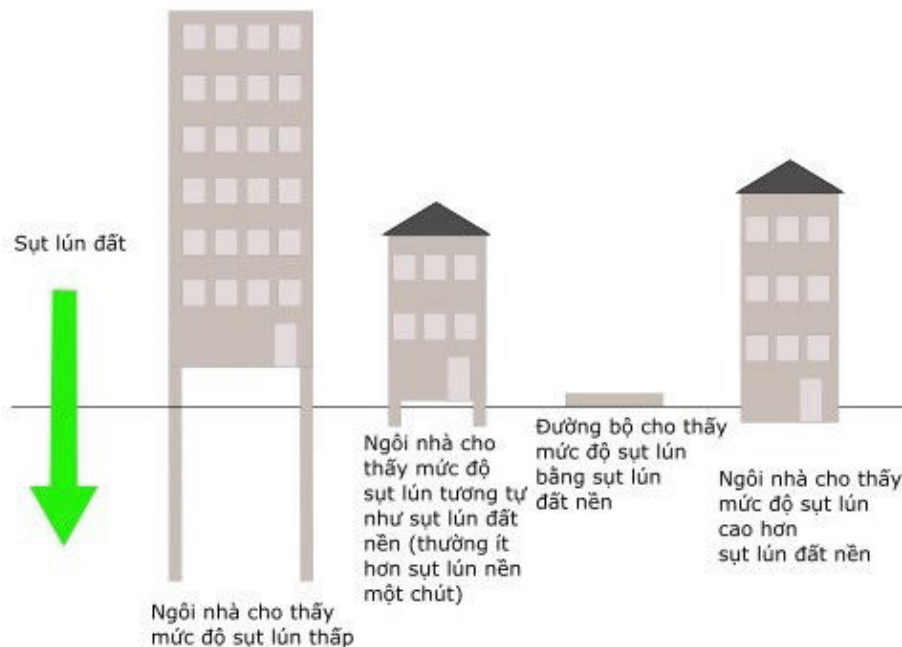 Sụt lún đất
Ngôi nhà cho thấy
mức độ sụt lún thấp
Ngôi nhà cho
thấy mức độ
sụt lún tương tự
như sụt lún đất
nền (thường ít
hơn sụt lún nền
một chút)
Đường bộ cho thấy
mức độ sụt lún
bằng sụt lún
đất nền
Ngôi nhà cho thấy
mức độ sụt lún
cao hơn
sụt lún đất nền